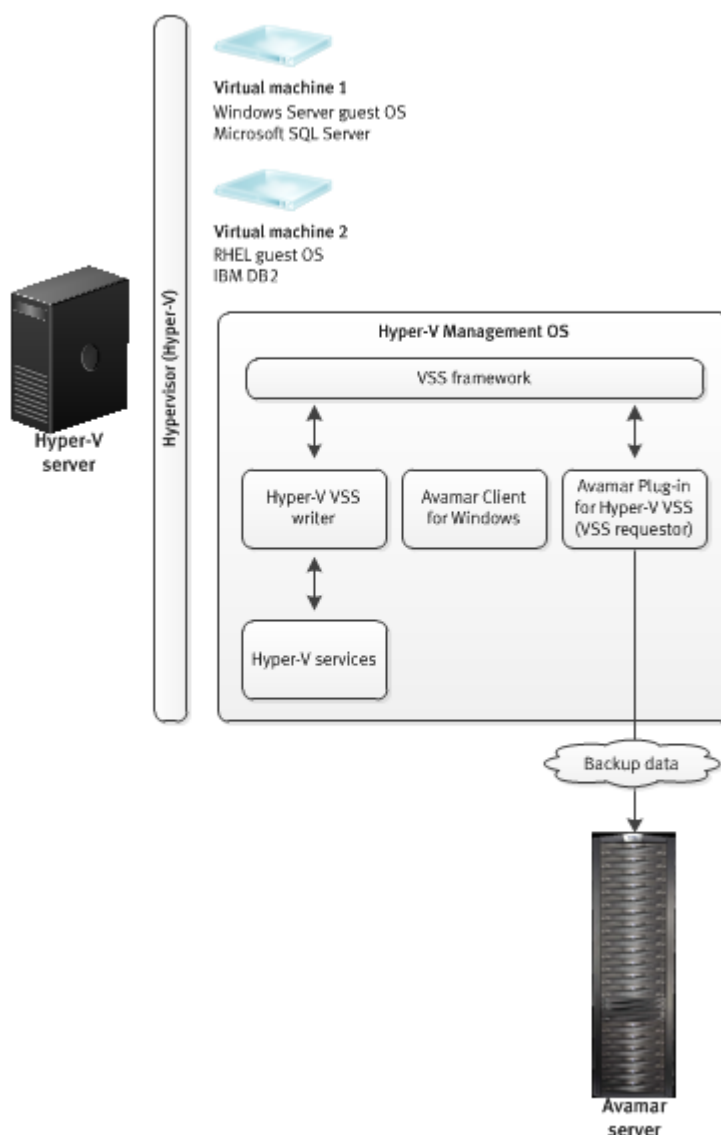 Virtual machine 1
Windows Server guest OS
Microsoft SQL Server
Virtual machine 2
RHEL guest OS
IBM DB2
Hyper-V
server
Hypervisor (Hyper-V)
Hyper-V Management OS
VSS framework
Hyper-V VSS
writer
Avamar Client
for Windows
Avamar Plug-in
for Hyper-V VSS
(VSS requestor)
Hyper-V services
Backup data
Avamar
server